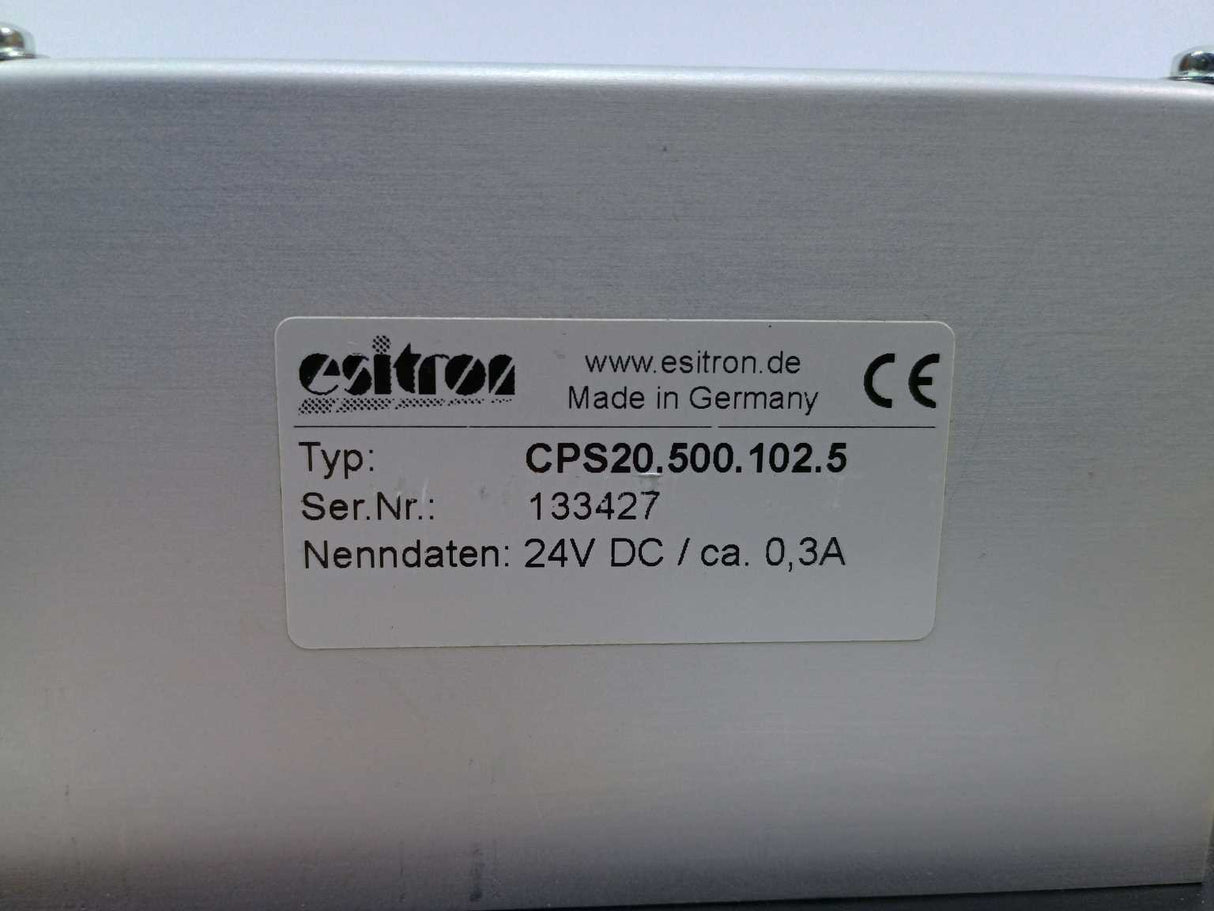 esitron
www.esitron.de
Made in Germany
CE
Typ: CPS20.500.102.5
Ser.Nr.: 133427
Nenndaten: 24V DC / ca. 0,3A